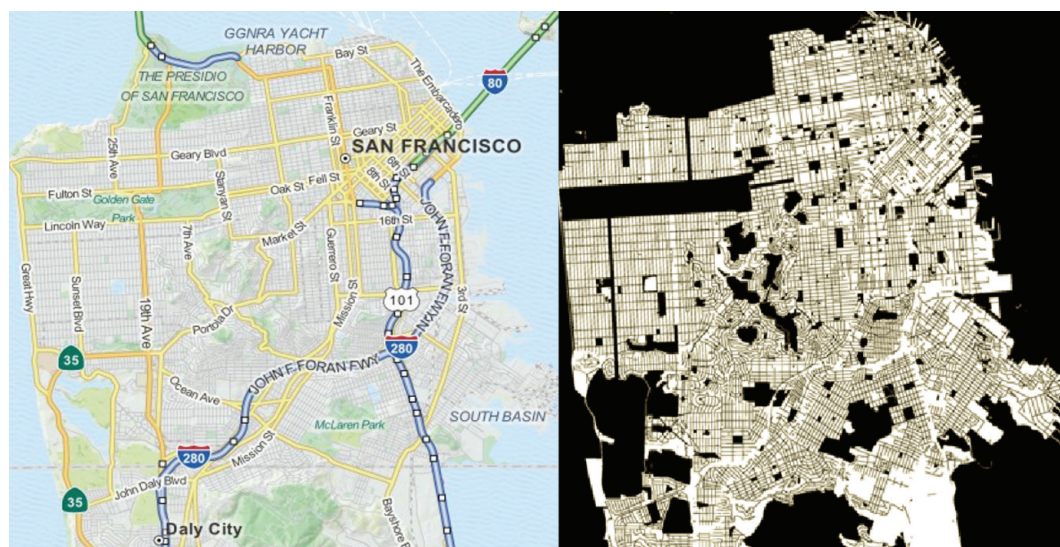 GGNRA YACHT
HARBOR
Bay St
The Embarcadero
80
THE PRESIDIO
OF SAN FRANCISCO
Franklin St
Geary St
SAN FRANCISCO
25th Ave
Geary Blvd
Stanyan St
Oak St
Fell St
6th St
8th St
Fulton St
Golden Gate
Park
Lincoln Way
7th Ave
Market St
Guerrero St
16th St
JOHN F FORAN FWY
Great Hwy
Sunset Blvd
19th Ave
Portola Dr
Mission St
101
3rd St
280
35
JOHN F FORAN FWY
Ocean Ave
SOUTH BASIN
McLaren Park
280
Mission St
John Daly Blvd
35
Daly City